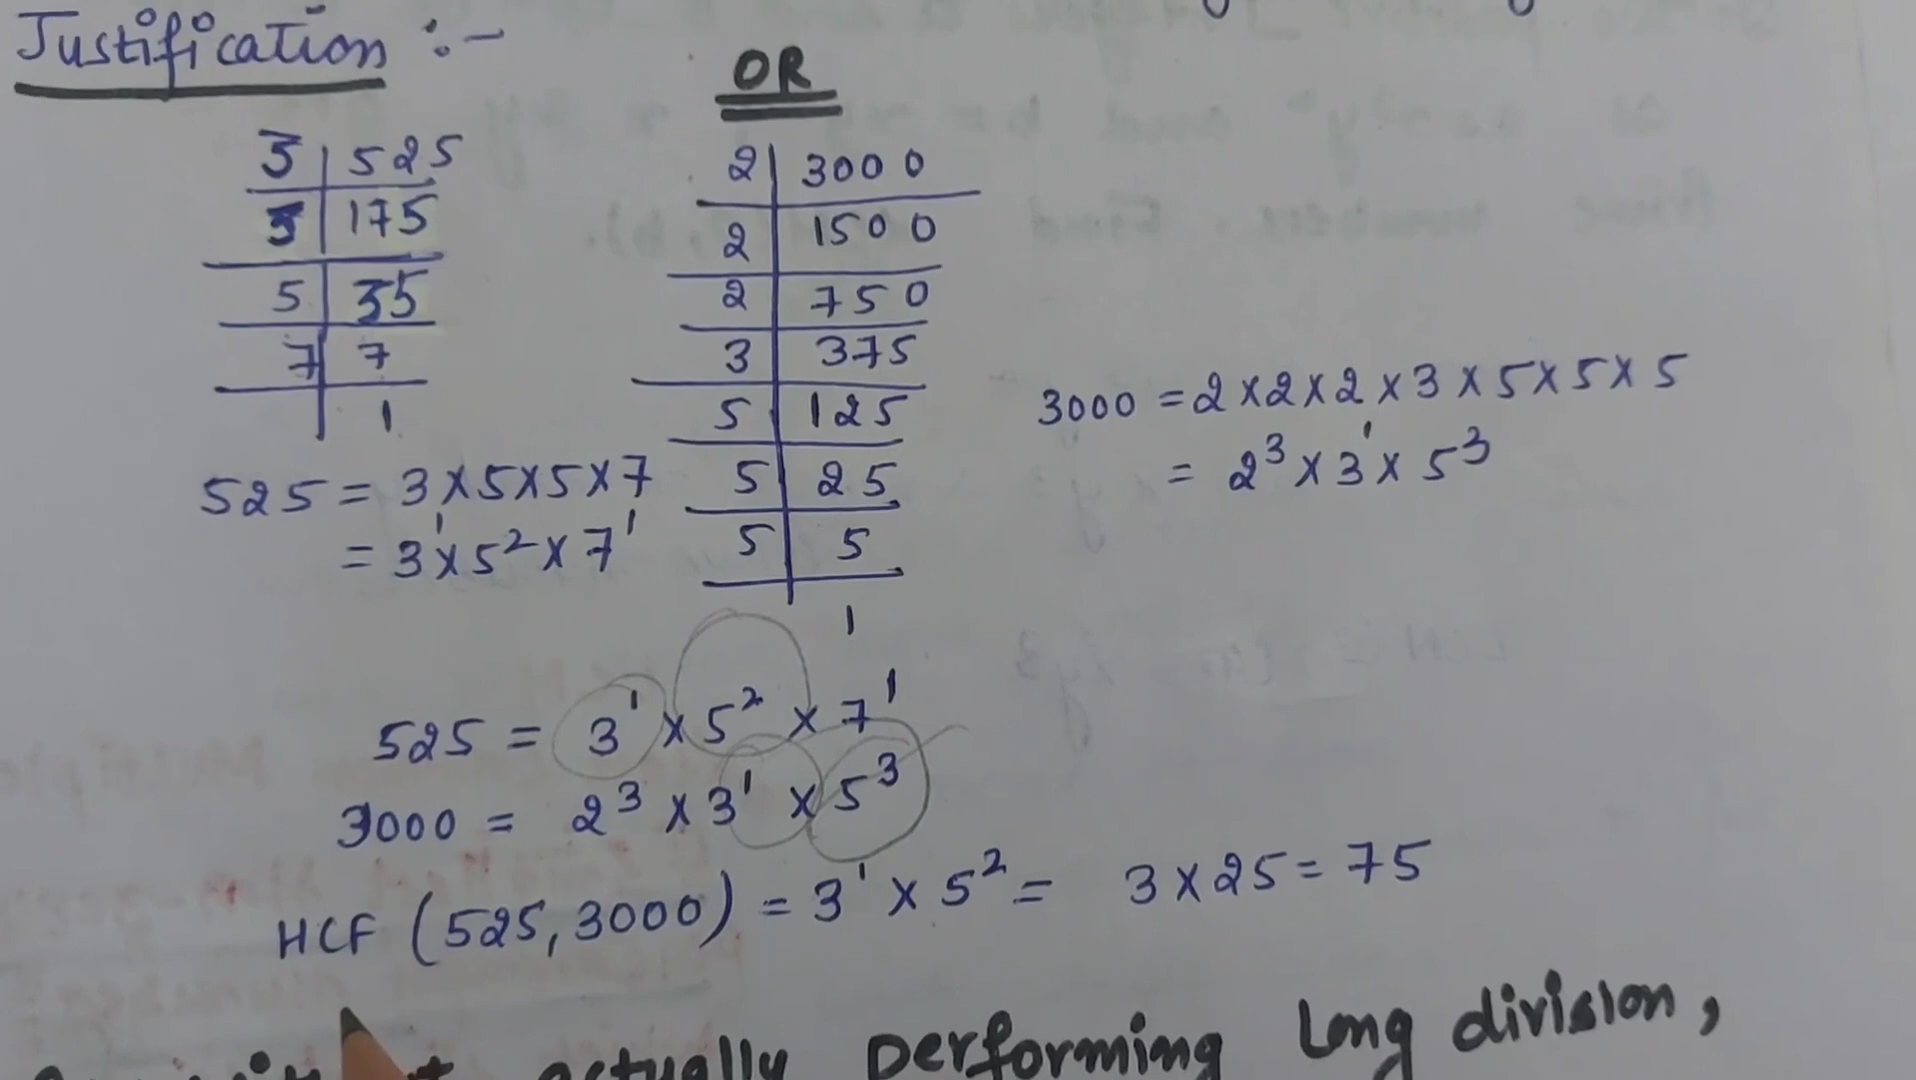 Justification :-
OR
3 | 525
5 | 175
5 | 35
7 | 7
1
525 = 3 × 5 × 5 × 7
= 3¹ × 5² × 7¹
2 | 3000
2 | 1500
2 | 750
3 | 375
5 | 125
5 | 25
5 | 5
1
3000 = 2 × 2 × 2 × 3 × 5 × 5 × 5
= 2³ × 3¹ × 5³
525 = 3¹ × 5² × 7¹
3000 = 2³ × 3¹ × 5³
HCF (525, 3000) = 3¹ × 5² = 3 × 25 = 75
actually performing long division,